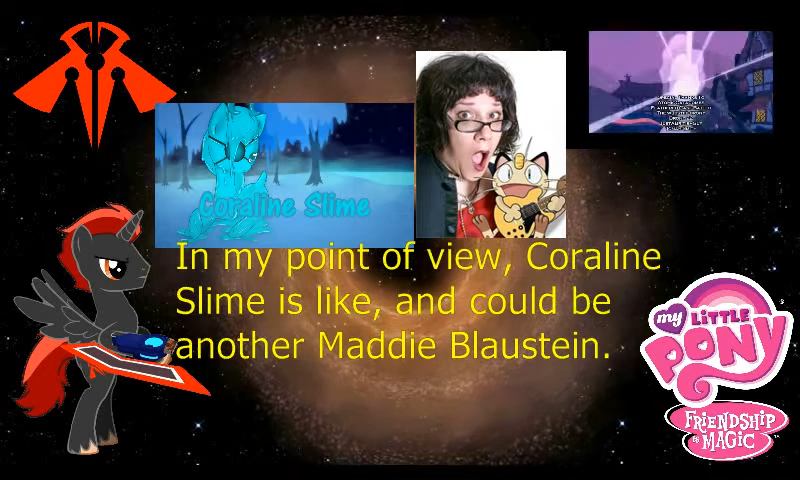 Coraline Slime
In my point of view, Coraline
Slime is like, and could be
another Maddie Blaustein.
my LITTLE
PONY
FRiENDSHiP
is MAGiC